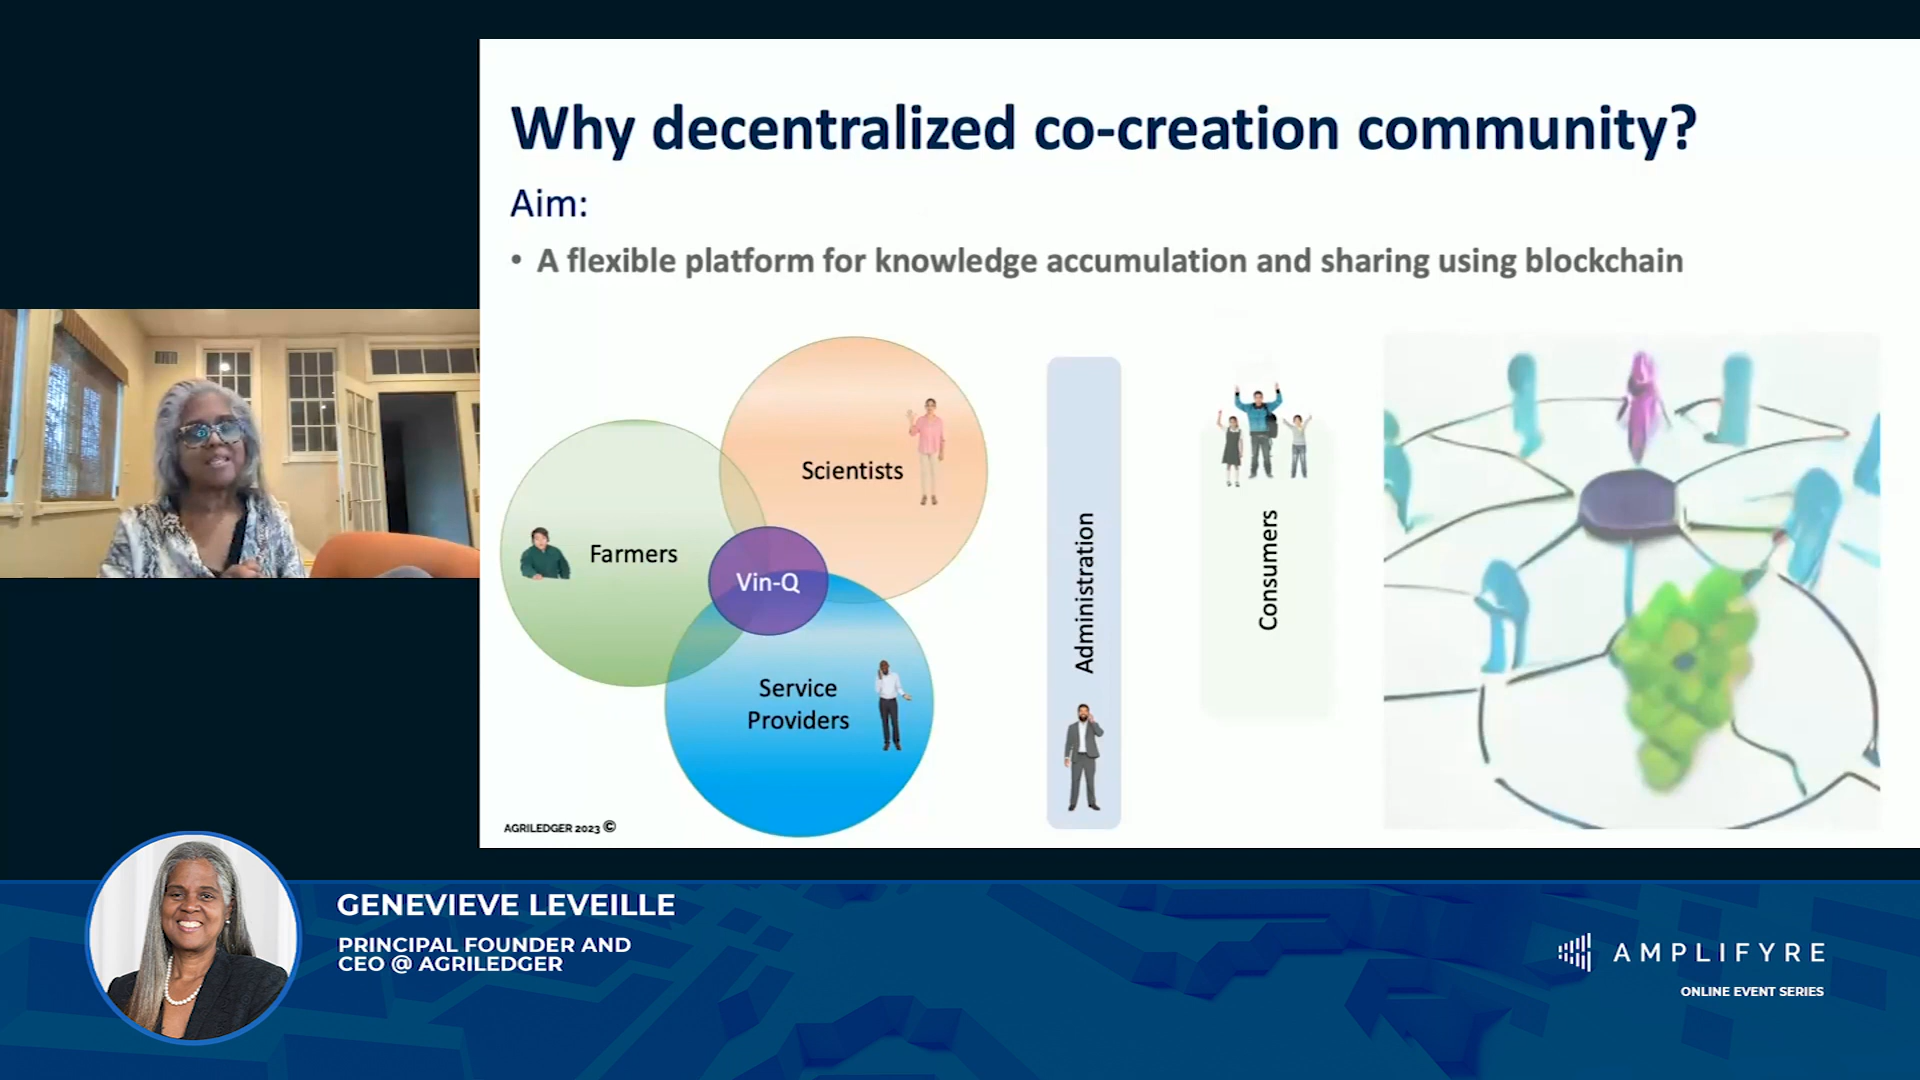 Why decentralized co-creation community?
Aim:
• A flexible platform for knowledge accumulation and sharing using blockchain
Scientists
Farmers
Vin-Q
Service
Providers
Administration
Consumers
AGRILEDGER 2023 ©
GENEVIEVE LEVEILLE
PRINCIPAL FOUNDER AND
CEO @ AGRILEDGER
AMPLIFYRE
ONLINE EVENT SERIES